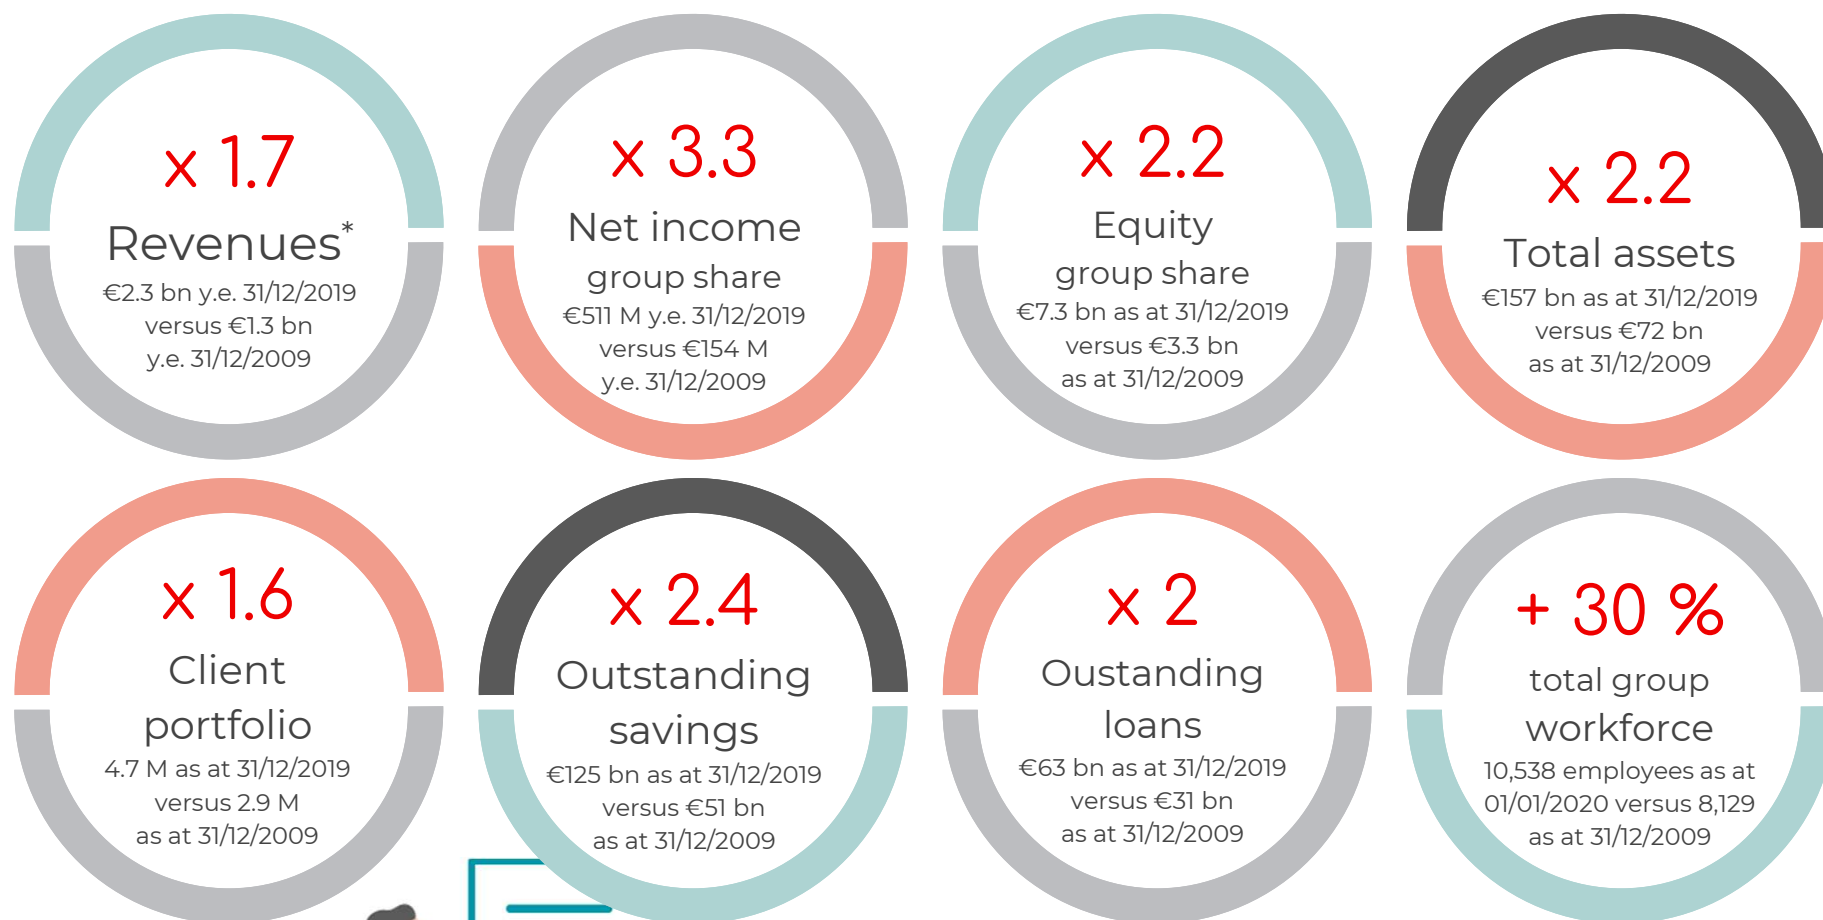 x 1.7
Revenues*
€2.3 bn y.e. 31/12/2019
versus €1.3 bn
y.e. 31/12/2009
x 3.3
Net income
group share
€511 M y.e. 31/12/2019
versus €154 M
y.e. 31/12/2009
x 2.2
Equity
group share
€7.3 bn as at 31/12/2019
versus €3.3 bn
as at 31/12/2009
x 2.2
Total assets
€157 bn as at 31/12/2019
versus €72 bn
as at 31/12/2009
x 1.6
Client
portfolio
4.7 M as at 31/12/2019
versus 2.9 M
as at 31/12/2009
x 2.4
Outstanding
savings
€125 bn as at 31/12/2019
versus €51 bn
as at 31/12/2009
x 2
Oustanding
loans
€63 bn as at 31/12/2019
versus €31 bn
as at 31/12/2009
+ 30 %
total group
workforce
10,538 employees as at
01/01/2020 versus 8,129
as at 31/12/2009